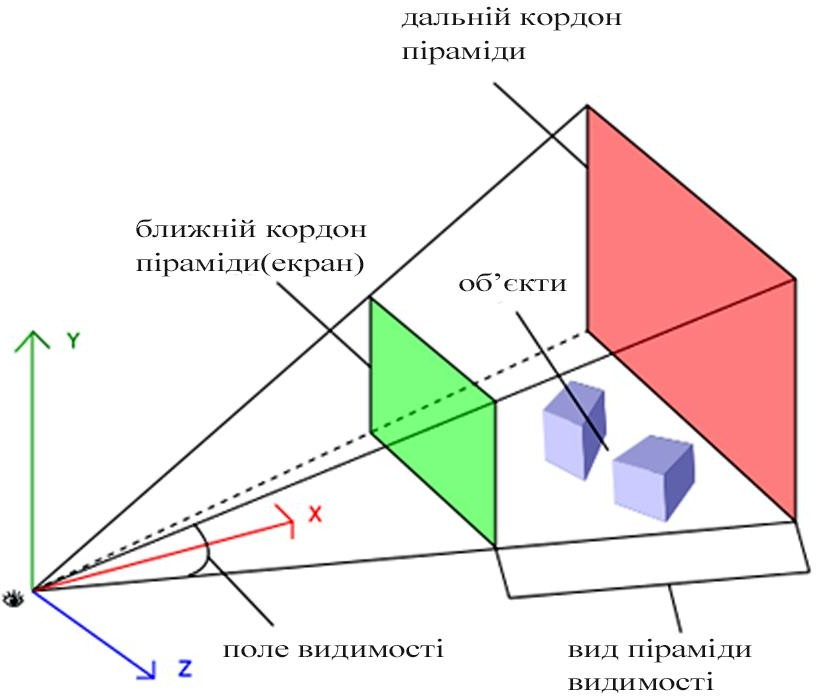 дальній кордон
піраміди
ближній кордон
піраміди(екран)
об’єкти
Y
X
Z
поле видимості
вид піраміди
видимості